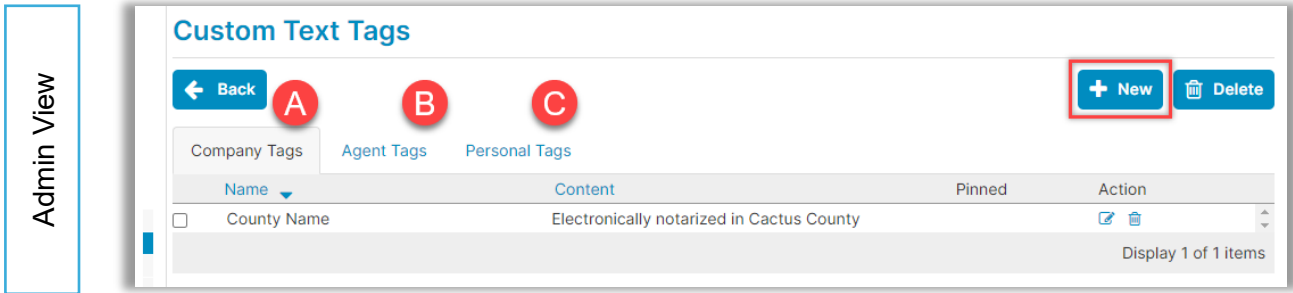 Admin View
Custom Text Tags
Back
New
Delete
A
B
C
Company Tags Agent Tags Personal Tags
Name Content Pinned Action
County Name Electronically notarized in Cactus County
Display 1 of 1 items